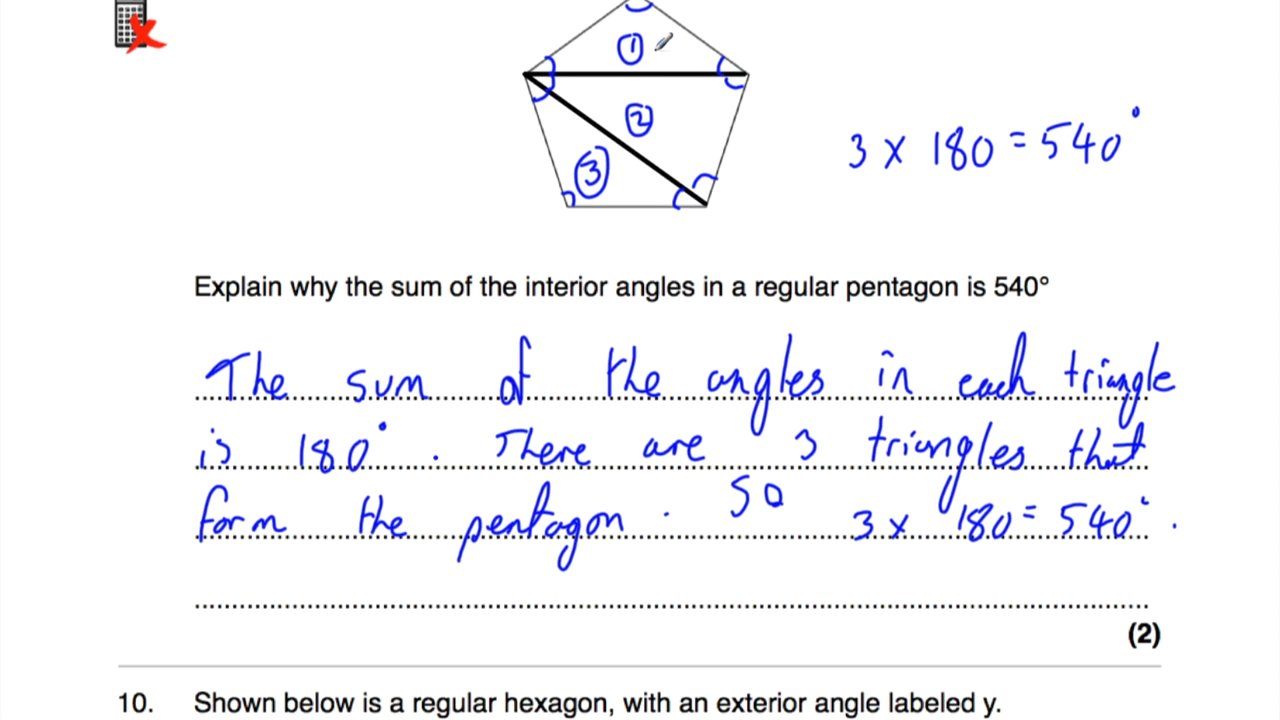 1
2
3
3 x 180 = 540°
Explain why the sum of the interior angles in a regular pentagon is 540°
The sum of the angles in each triangle
is 180°. There are 3 triangles that
form the pentagon. So 3 x 180 = 540°.
(2)
10. Shown below is a regular hexagon, with an exterior angle labeled y.